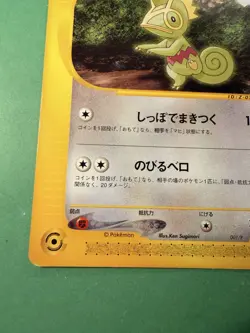 しっぽでまきつく 1
コインを1回投げ、「おもて」なら、相手を「マヒ」に状態にする。
のびるベロ
コインを1回投げ、「おもて」なら、相手の場のポケモン1匹に、「弱点・抵抗力」に
関係なく、20ダメージ。
弱点 抵抗力 にげる
© Pokémon
Illus. Ken Sugimori